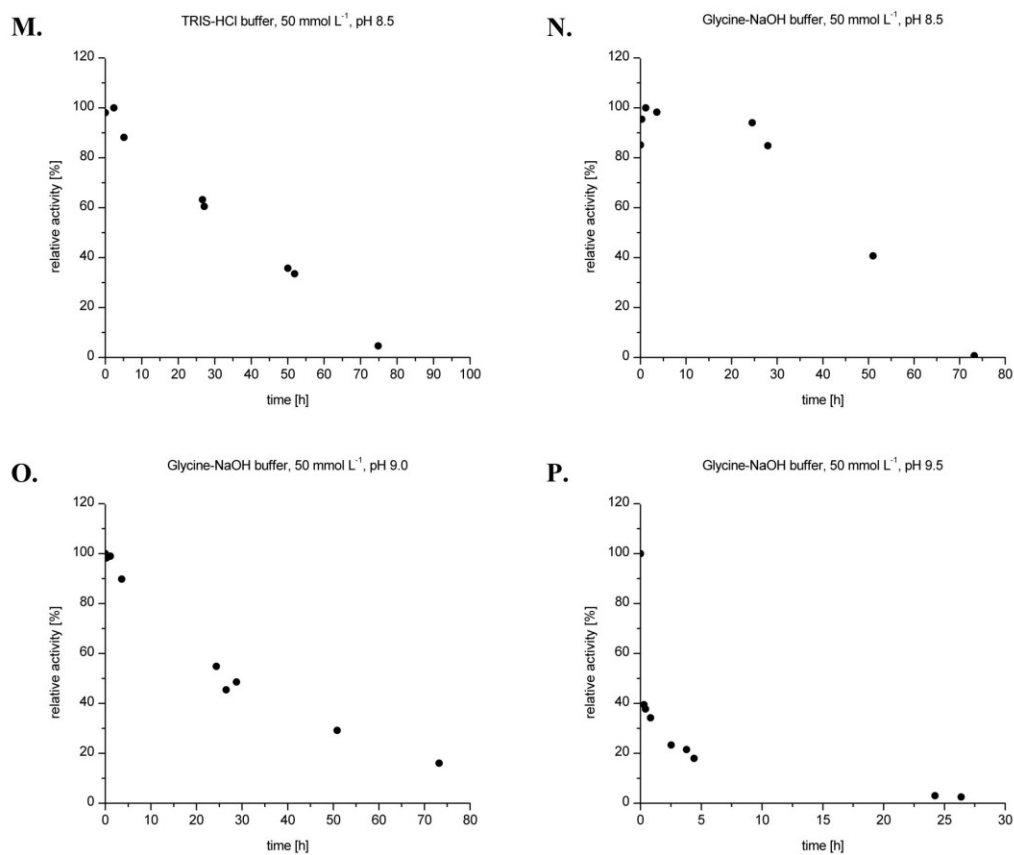 M.
TRIS-HCl buffer, 50 mmol L⁻¹, pH 8.5
120
100
80
60
40
20
0
relative activity [%]
0 10 20 30 40 50 60 70 80 90 100
time [h]
N.
Glycine-NaOH buffer, 50 mmol L⁻¹, pH 8.5
120
100
80
60
40
20
0
relative activity [%]
0 10 20 30 40 50 60 70 80
time [h]
O.
Glycine-NaOH buffer, 50 mmol L⁻¹, pH 9.0
120
100
80
60
40
20
0
relative activity [%]
0 10 20 30 40 50 60 70 80
time [h]
P.
Glycine-NaOH buffer, 50 mmol L⁻¹, pH 9.5
120
100
80
60
40
20
0
relative activity [%]
0 5 10 15 20 25 30
time [h]